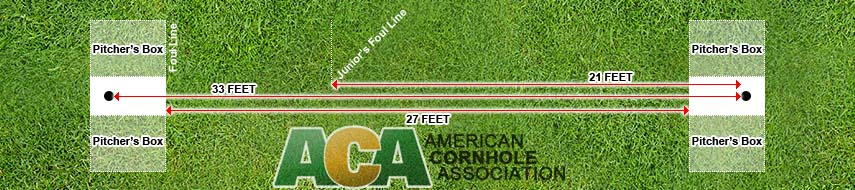 Pitcher's Box
Foul Line
Junior's Foul Line
Pitcher's Box
21 FEET
33 FEET
27 FEET
Pitcher's Box
Pitcher's Box
ACA
AMERICAN
CORNHOLE
ASSOCIATION